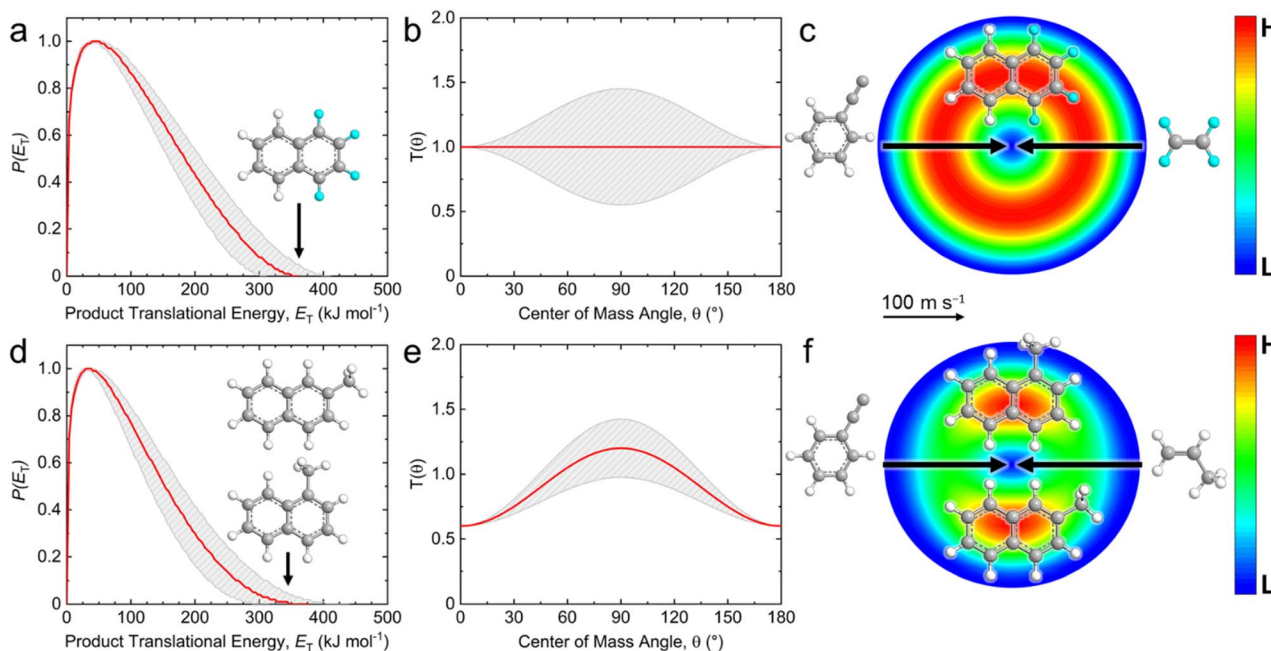 a
P(E_T)
1.0
0.8
0.6
0.4
0.2
0
0 100 200 300 400 500
Product Translational Energy, E_T (kJ mol⁻¹)
b
T(θ)
2.0
1.5
1.0
0.5
0
0 30 60 90 120 150 180
Center of Mass Angle, θ (°)
c
H
L
100 m s⁻¹
d
P(E_T)
1.0
0.8
0.6
0.4
0.2
0
0 100 200 300 400 500
Product Translational Energy, E_T (kJ mol⁻¹)
e
T(θ)
2.0
1.5
1.0
0.5
0
0 30 60 90 120 150 180
Center of Mass Angle, θ (°)
f
H
L